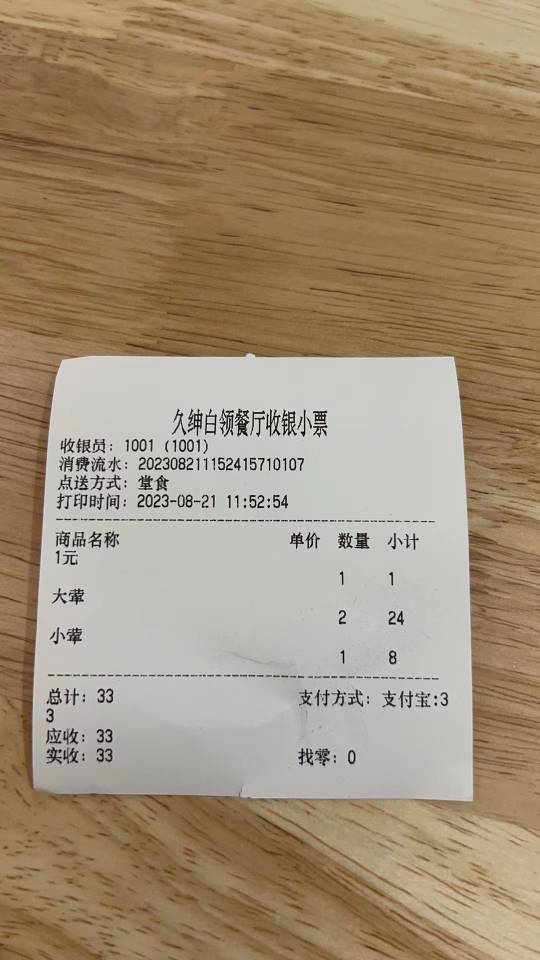 久绅白领餐厅收银小票
收银员: 1001 (1001)
消费流水: 202308211152415710107
点送方式: 堂食
打印时间: 2023-08-21 11:52:54
商品名称 单价 数量 小计
1元
1 1
大荤
2 24
小荤
1 8
总计: 33 支付方式: 支付宝:3
3
应收: 33
实收: 33 找零: 0